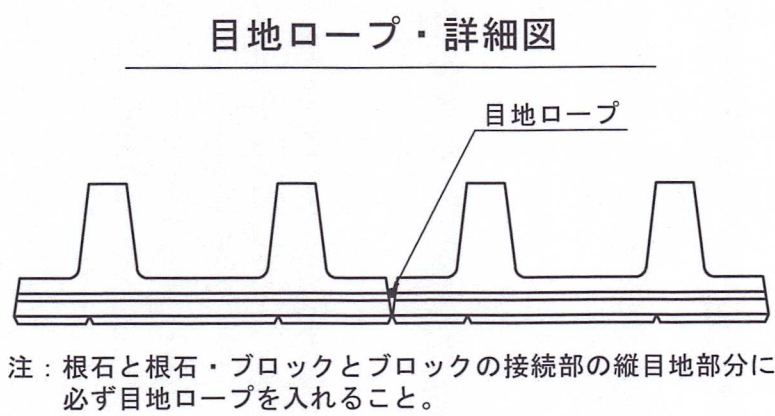 目地ロープ・詳細図
目地ロープ
注：根石と根石・ブロックとブロックの接続部の縦目地部分に
必ず目地ロープを入れること。